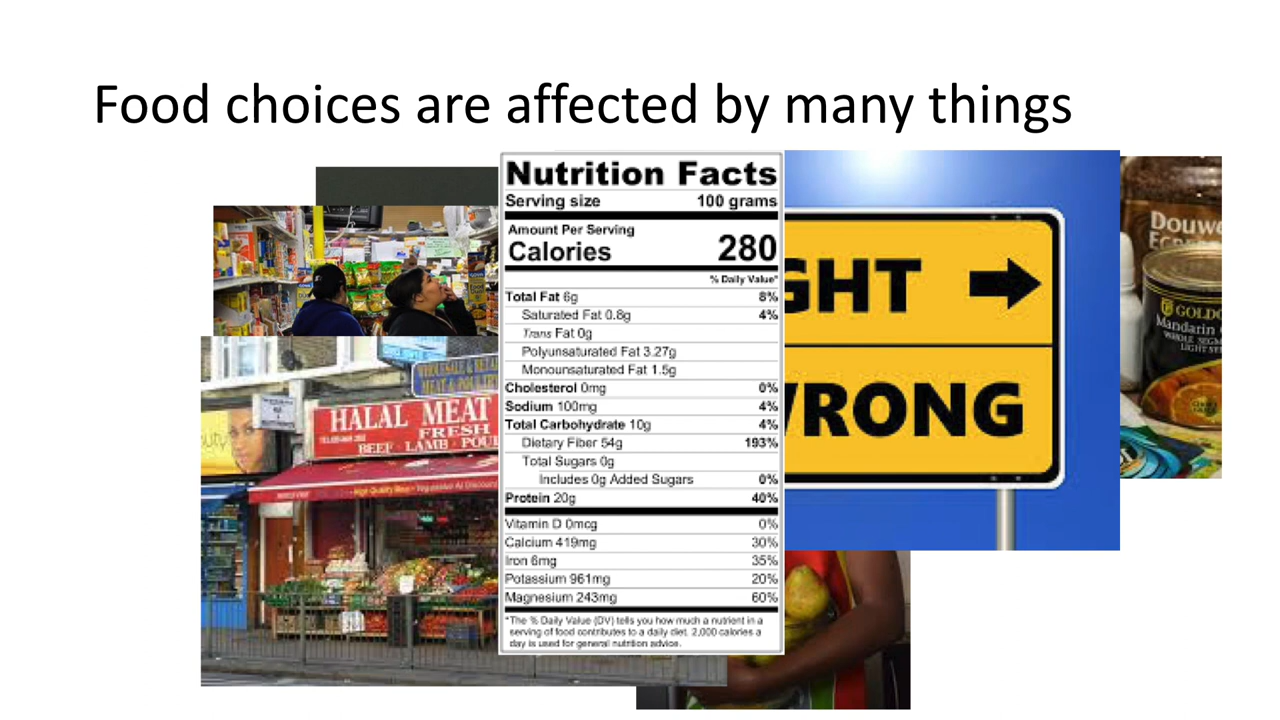 Food choices are affected by many things
Nutrition Facts
Serving size 100 grams
Amount Per Serving
Calories 280
% Daily Value*
Total Fat 6g 8%
Saturated Fat 0.8g 4%
Trans Fat 0g
Polyunsaturated Fat 3.27g
Monounsaturated Fat 1.5g
Cholesterol 0mg 0%
Sodium 100mg 4%
Total Carbohydrate 10g 4%
Dietary Fiber 54g 193%
Total Sugars 0g
Includes 0g Added Sugars 0%
Protein 20g 40%
Vitamin D 0mcg 0%
Calcium 419mg 30%
Iron 6mg 35%
Potassium 961mg 20%
Magnesium 243mg 60%
*The % Daily Value (DV) tells you how much a nutrient in a
serving of food contributes to a daily diet. 2,000 calories a
day is used for general nutrition advice.
HALAL MEAT
FRESH
BEEF · LAMB · POU
GHT
WRONG
Douwe
GOLD
Mandarin
WHOLE SEGM
LIGHT SY